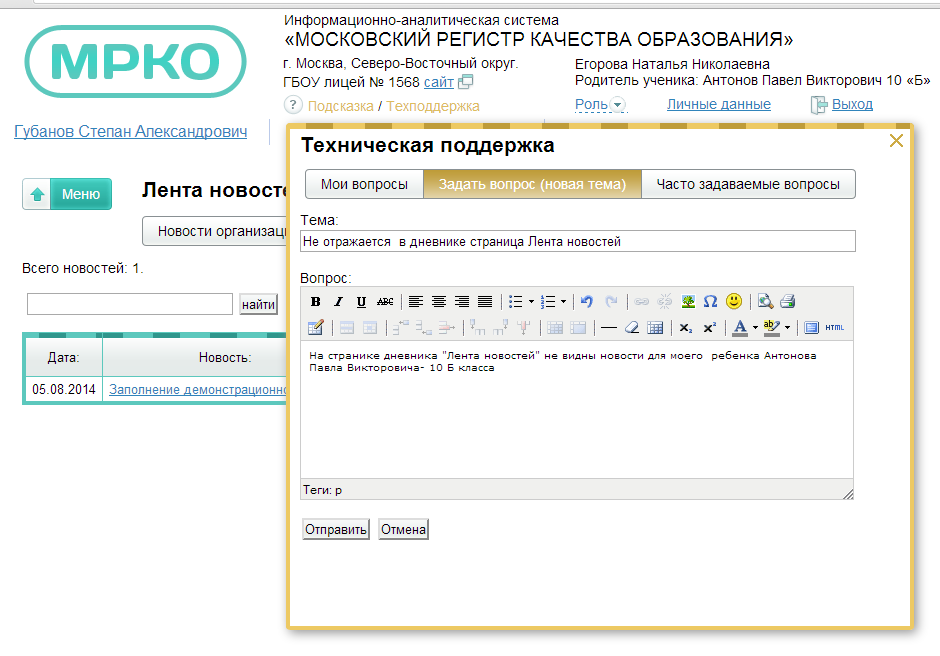 МРКО
Информационно-аналитическая система
«МОСКОВСКИЙ РЕГИСТР КАЧЕСТВА ОБРАЗОВАНИЯ»
г. Москва, Северо-Восточный округ.
ГБОУ лицей № 1568 сайт
? Подсказка / Техподдержка
Егорова Наталья Николаевна
Родитель ученика: Антонов Павел Викторович 10 «Б»
Роль Личные данные Выход
Губанов Степан Александрович
Меню
Лента новосте
Новости организац
Всего новостей: 1.
найти
Дата: Новость:
05.08.2014 Заполнение демонстрационно
Техническая поддержка
Мои вопросы Задать вопрос (новая тема) Часто задаваемые вопросы
Тема:
Не отражается в дневнике страница Лента новостей
Вопрос:
B I U ABC
A ab HTML
На странике дневника "Лента новостей" не видны новости для моего ребенка Антонова
Павла Викторовича- 10 Б класса
Теги: p
Отправить Отмена